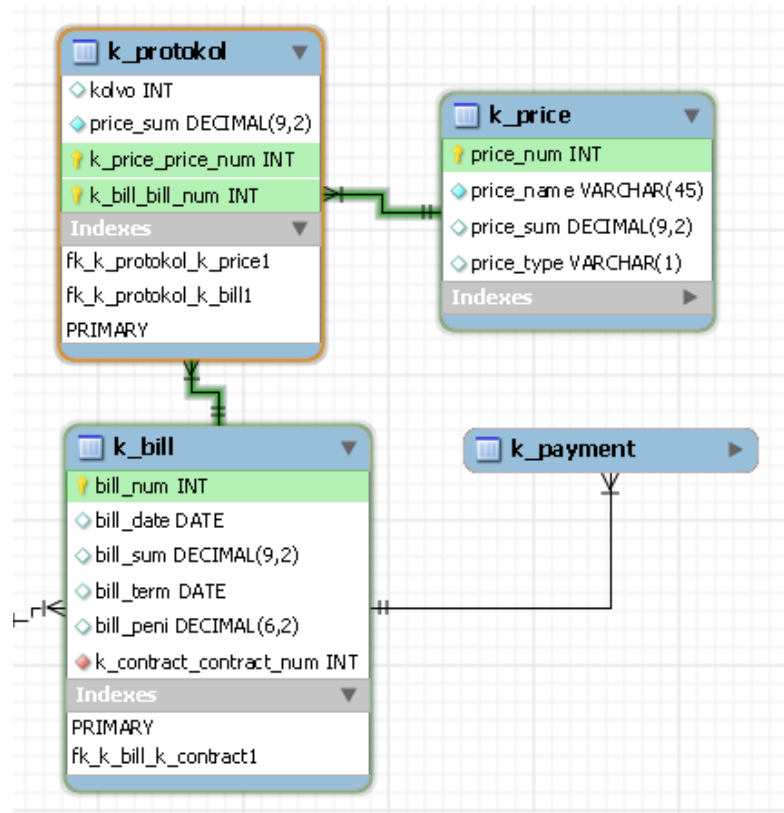 k_protokol
kolvo INT
price_sum DECIMAL(9,2)
k_price_price_num INT
k_bill_bill_num INT
Indexes
fk_k_protokol_k_price1
fk_k_protokol_k_bill1
PRIMARY
k_price
price_num INT
price_name VARCHAR(45)
price_sum DECIMAL(9,2)
price_type VARCHAR(1)
Indexes
k_bill
bill_num INT
bill_date DATE
bill_sum DECIMAL(9,2)
bill_term DATE
bill_peni DECIMAL(6,2)
k_contract_contract_num INT
Indexes
PRIMARY
fk_k_bill_k_contract1
k_payment